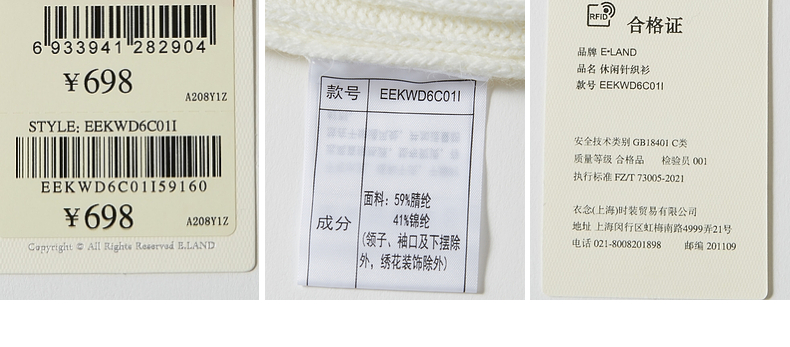 6 933941 282904
¥698
A208Y1Z
STYLE: EEKWD6C01I
EEKWD6C01I59160
¥698
A208Y1Z
Copyright © All Rights Reserved E.LAND
款号 EEKWD6C01I
成分
面料: 59%腈纶
41%锦纶
(领子、袖口及下摆除
外，绣花装饰除外)
RFID
合格证
品牌 E·LAND
品名 休闲针织衫
款号 EEKWD6C01I
安全技术类别 GB18401 C类
质量等级 合格品 检验员 001
执行标准 FZ/T 73005-2021
衣念(上海)时装贸易有限公司
地址 上海闵行区虹梅南路4999弄21号
电话 021-8008201898 邮编 201109